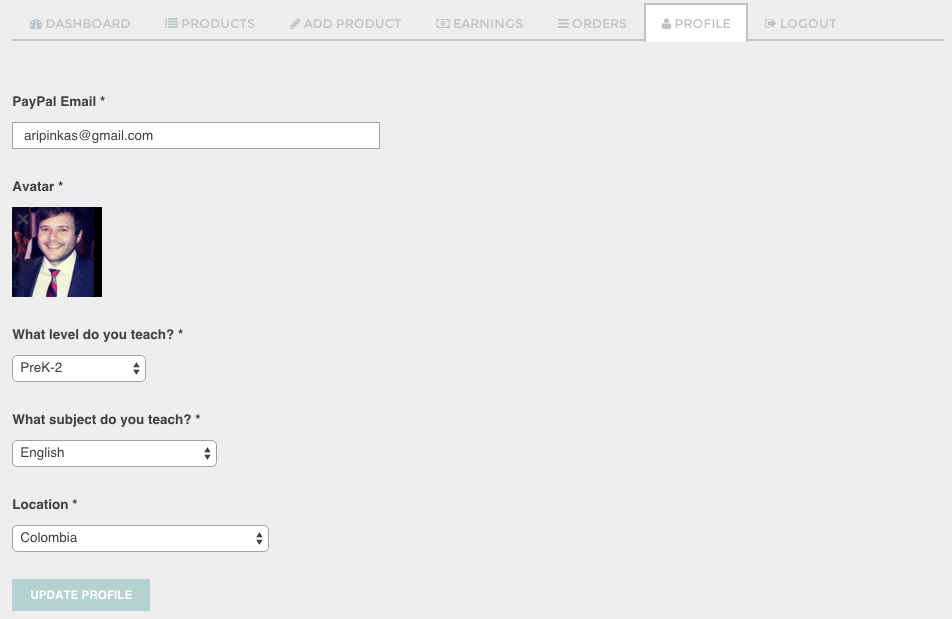 DASHBOARD PRODUCTS ADD PRODUCT EARNINGS ORDERS PROFILE LOGOUT
PayPal Email *
aripinkas@gmail.com
Avatar *
What level do you teach? *
PreK-2
What subject do you teach? *
English
Location *
Colombia
UPDATE PROFILE